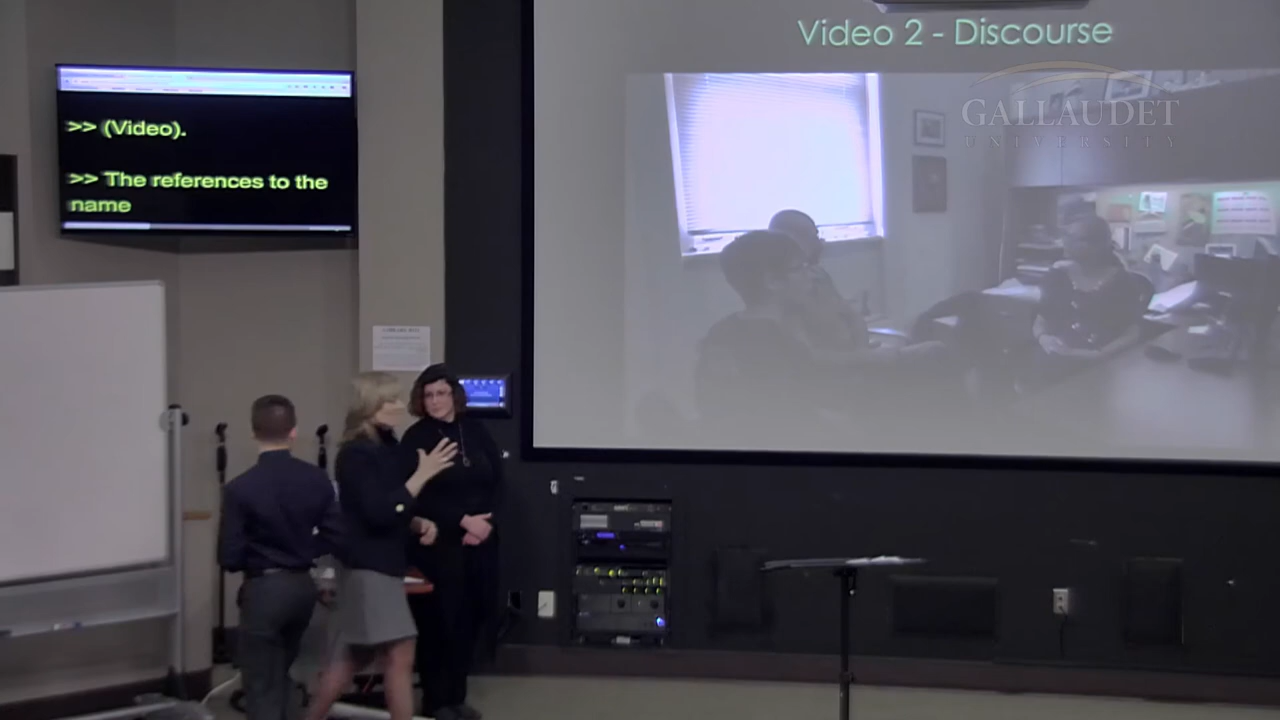 >> (Video).
>> The references to the
name
Video 2 - Discourse
GALLAUDET
UNIVERSITY